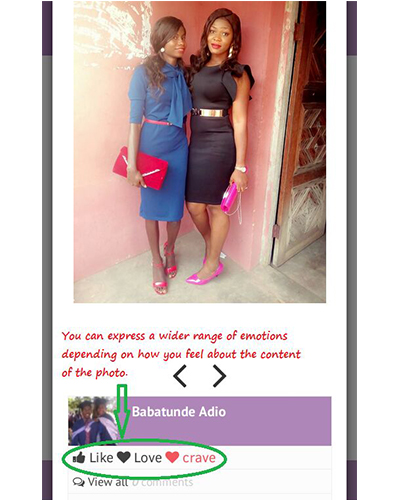 You can express a wider range of emotions
depending on how you feel about the content
of the photo.
Babatunde Adio
Like Love crave
View all 0 comments